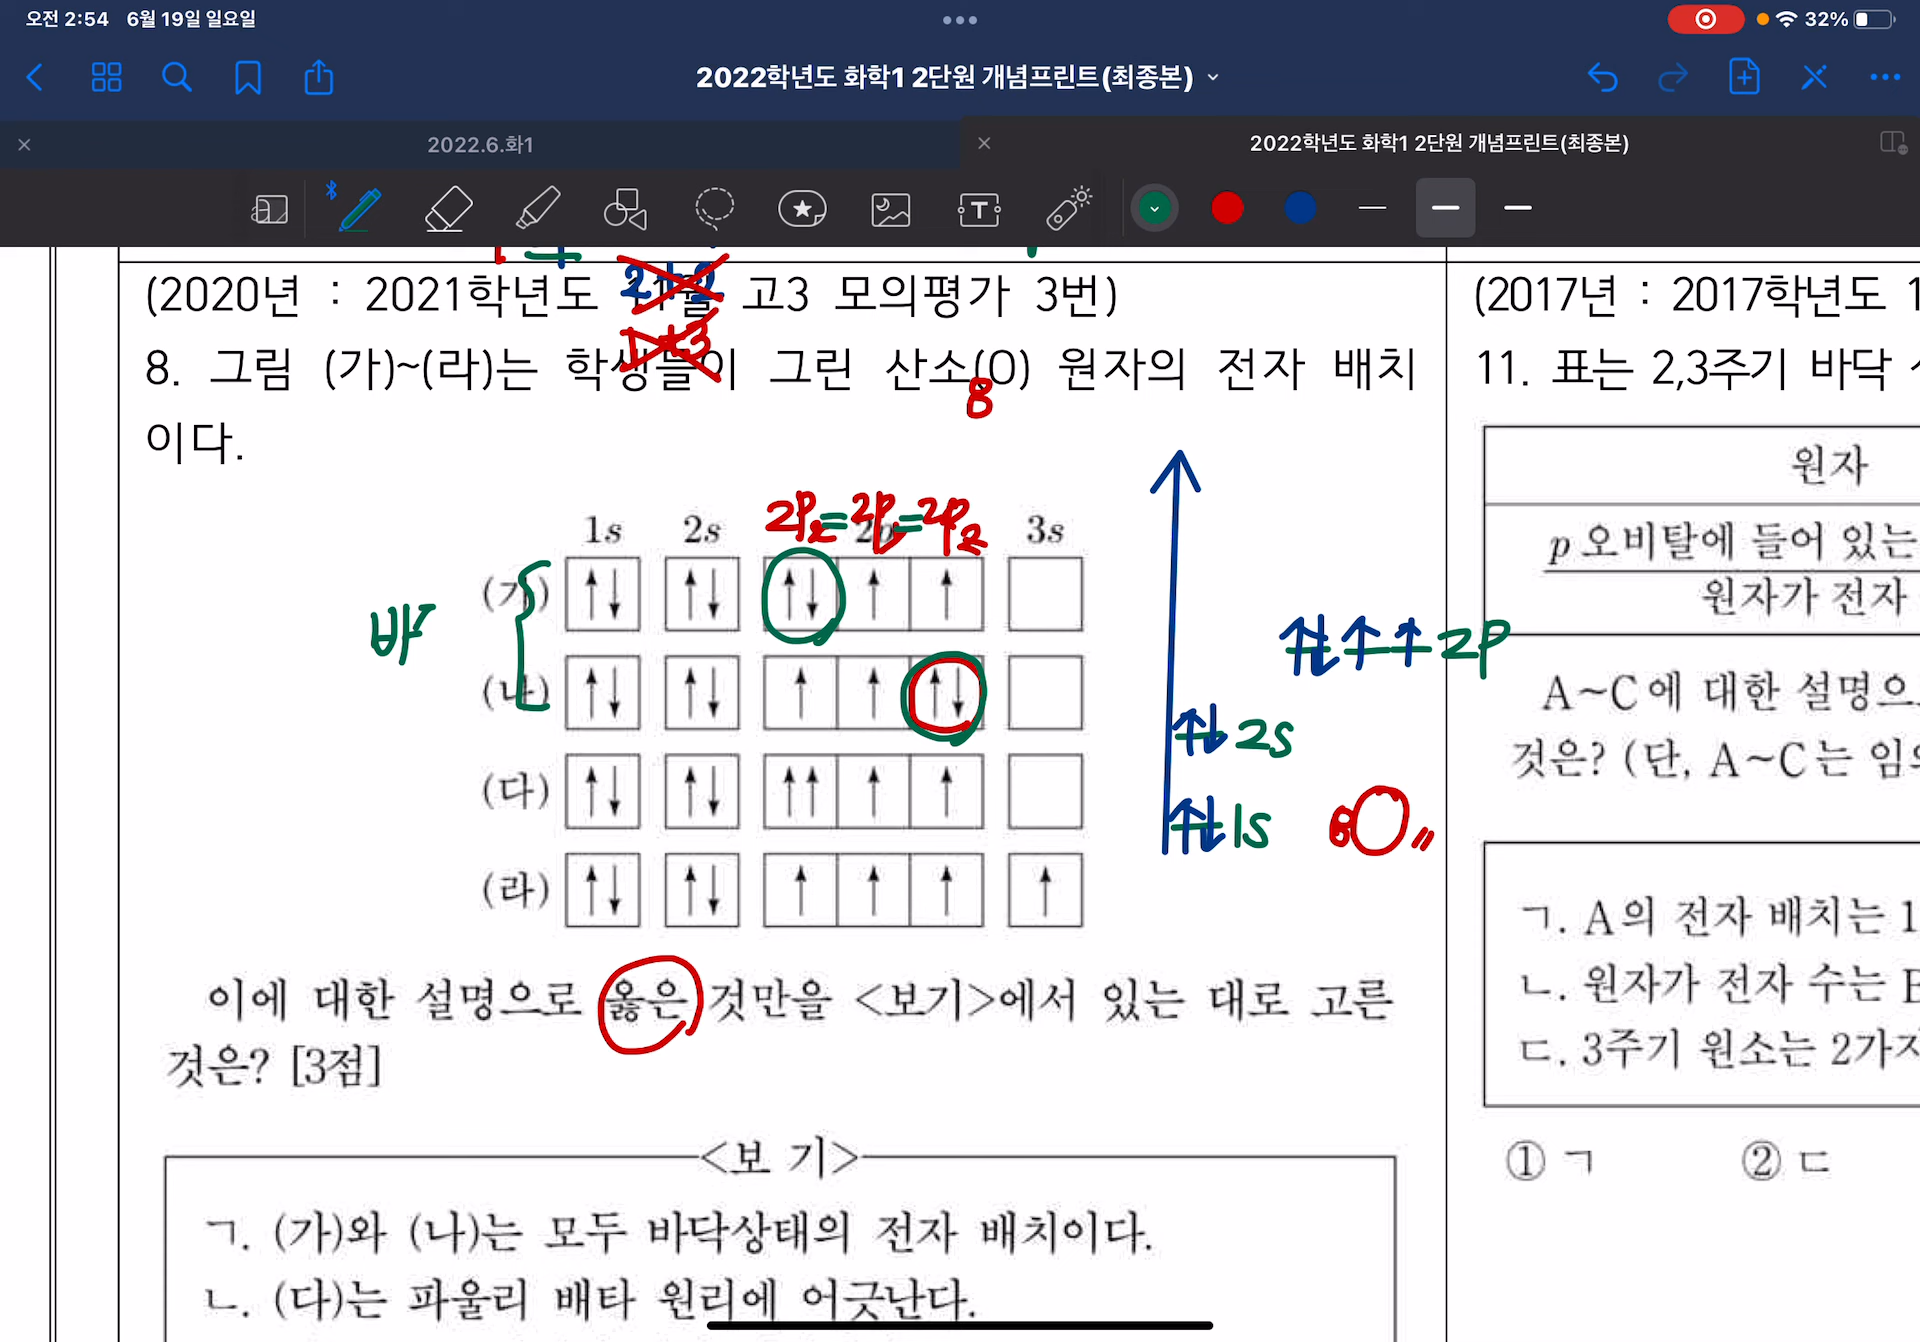 오전 2:54 6월 19일 일요일
32%
2022학년도 화학1 2단원 개념프린트(최종본)
2022.6.화1
2022학년도 화학1 2단원 개념프린트(최종본)
(2020년 : 2021학년도 11월 고3 모의평가 3번)
8. 그림 (가)~(라)는 학생들이 그린 산소(O) 원자의 전자 배치
8
이다.
2px=2py=2pz
1s 2s 2p 3s
(가)
바
(나)
(다)
(라)
2p
2s
1s
8O
이에 대한 설명으로 옳은 것만을 <보기>에서 있는 대로 고른
것은? [3점]
<보 기>
ㄱ. (가)와 (나)는 모두 바닥상태의 전자 배치이다.
ㄴ. (다)는 파울리 배타 원리에 어긋난다.
(2017년 : 2017학년도 1
11. 표는 2,3주기 바닥
원자
p 오비탈에 들어 있는
원자가 전자
A~C에 대한 설명으
것은? (단, A~C는 임
ㄱ. A의 전자 배치는 1
ㄴ. 원자가 전자 수는
ㄷ. 3주기 원소는 2가
① ㄱ ② ㄷ